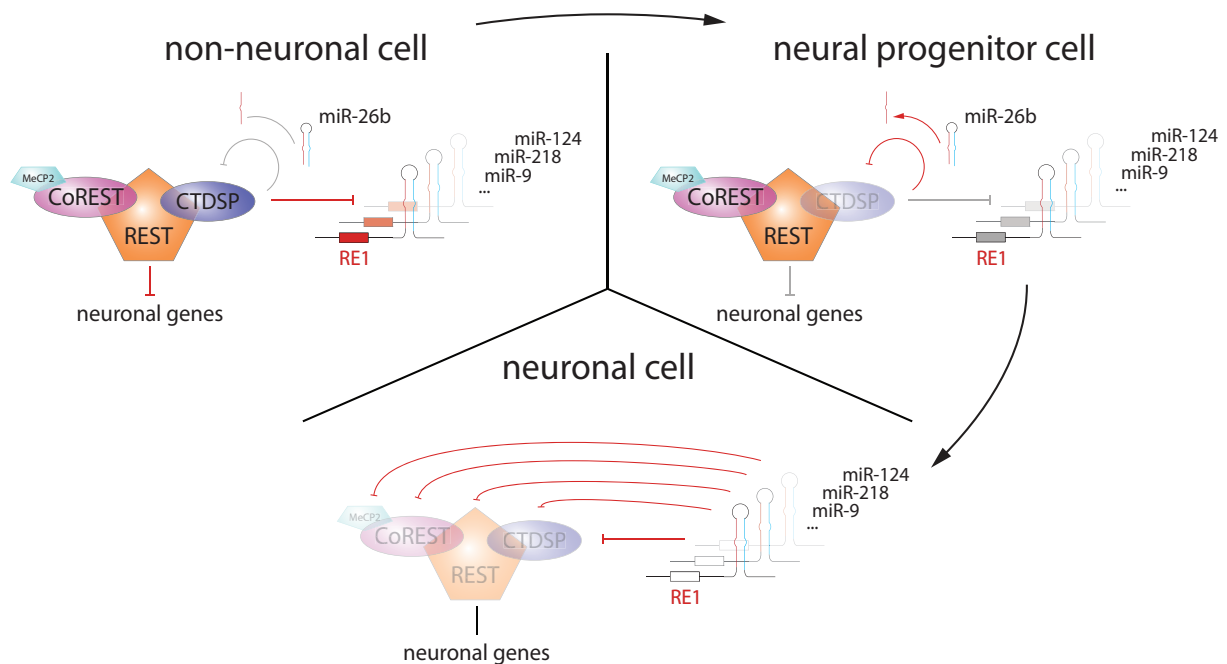 non-neuronal cell
miR-26b
miR-124
miR-218
miR-9
...
MeCP2
CoREST
CTDSP
REST
RE1
neuronal genes
neural progenitor cell
miR-26b
miR-124
miR-218
miR-9
...
MeCP2
CoREST
CTDSP
REST
RE1
neuronal genes
neuronal cell
miR-124
miR-218
miR-9
...
MeCP2
CoREST
CTDSP
REST
RE1
neuronal genes